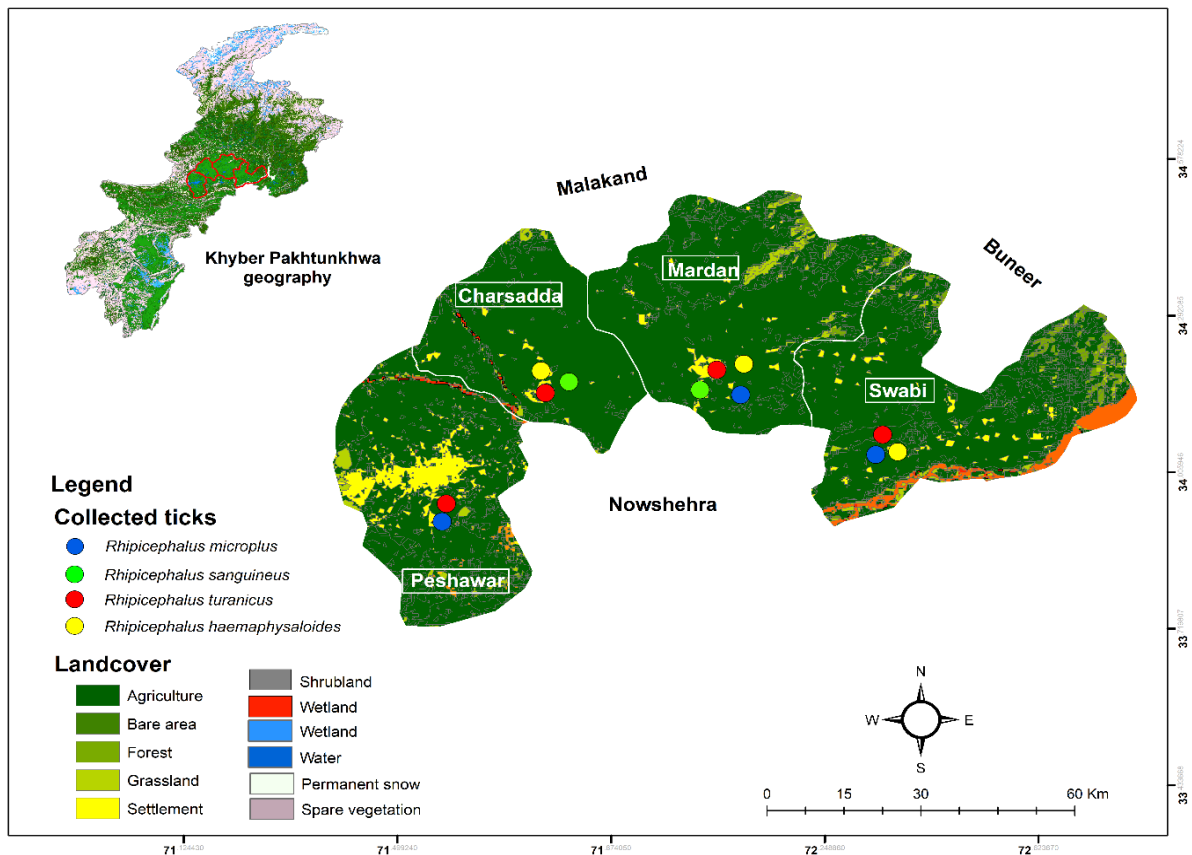 Khyber Pakhtunkhwa
geography
Malakand
Buneer
Mardan
Charsadda
Swabi
Nowshehra
Peshawar
Legend
Collected ticks
Rhipicephalus microplus
Rhipicephalus sanguineus
Rhipicephalus turanicus
Rhipicephalus haemaphysaloides
Landcover
Agriculture
Bare area
Forest
Grassland
Settlement
Shrubland
Wetland
Wetland
Water
Permanent snow
Spare vegetation
N
W E
S
0 15 30 60 Km
34
34
34
33
33
71
71
71
72
72